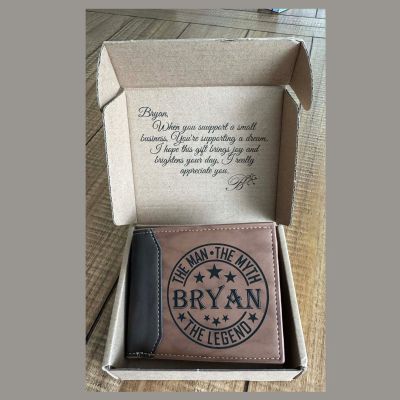 Bryan,
When you suupport a small
business, You're supporting a dream.
I hope this gift brings joy and
brightens your day. I really
appreciate you.
THE MAN • THE MYTH
BRYAN
THE LEGEND